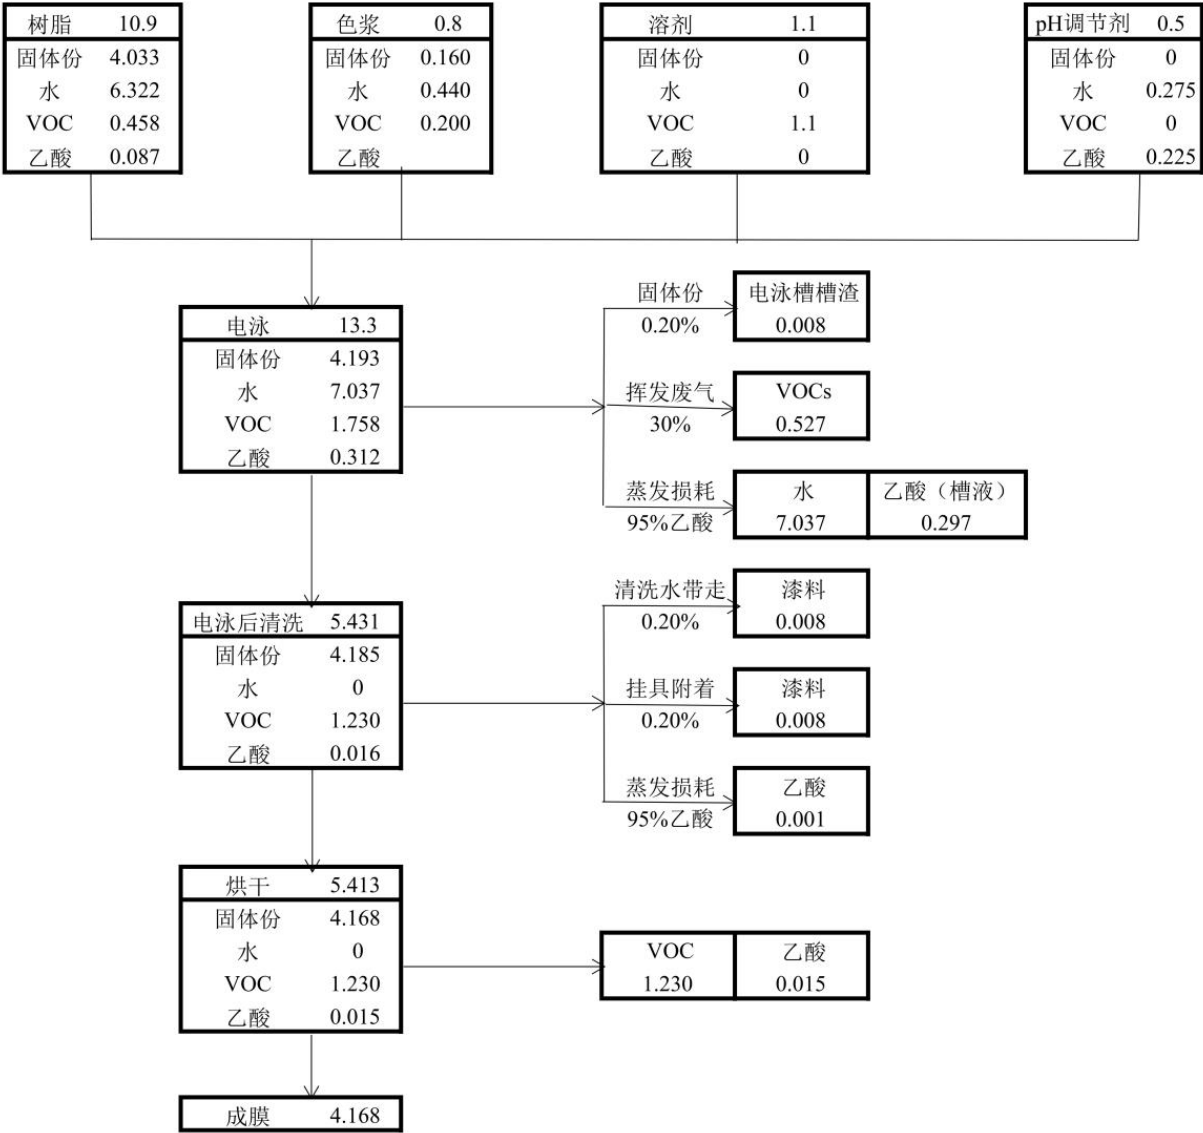 树脂 10.9
固体份 4.033
水 6.322
VOC 0.458
乙酸 0.087
色浆 0.8
固体份 0.160
水 0.440
VOC 0.200
乙酸
溶剂 1.1
固体份 0
水 0
VOC 1.1
乙酸 0
pH调节剂 0.5
固体份 0
水 0.275
VOC 0
乙酸 0.225
电泳 13.3
固体份 4.193
水 7.037
VOC 1.758
乙酸 0.312
固体份
0.20%
电泳槽槽渣
0.008
挥发废气
30%
VOCs
0.527
蒸发损耗
95%乙酸
水
7.037
乙酸（槽液）
0.297
电泳后清洗 5.431
固体份 4.185
水 0
VOC 1.230
乙酸 0.016
清洗水带走
0.20%
漆料
0.008
挂具附着
0.20%
漆料
0.008
蒸发损耗
95%乙酸
乙酸
0.001
烘干 5.413
固体份 4.168
水 0
VOC 1.230
乙酸 0.015
VOC
1.230
乙酸
0.015
成膜 4.168